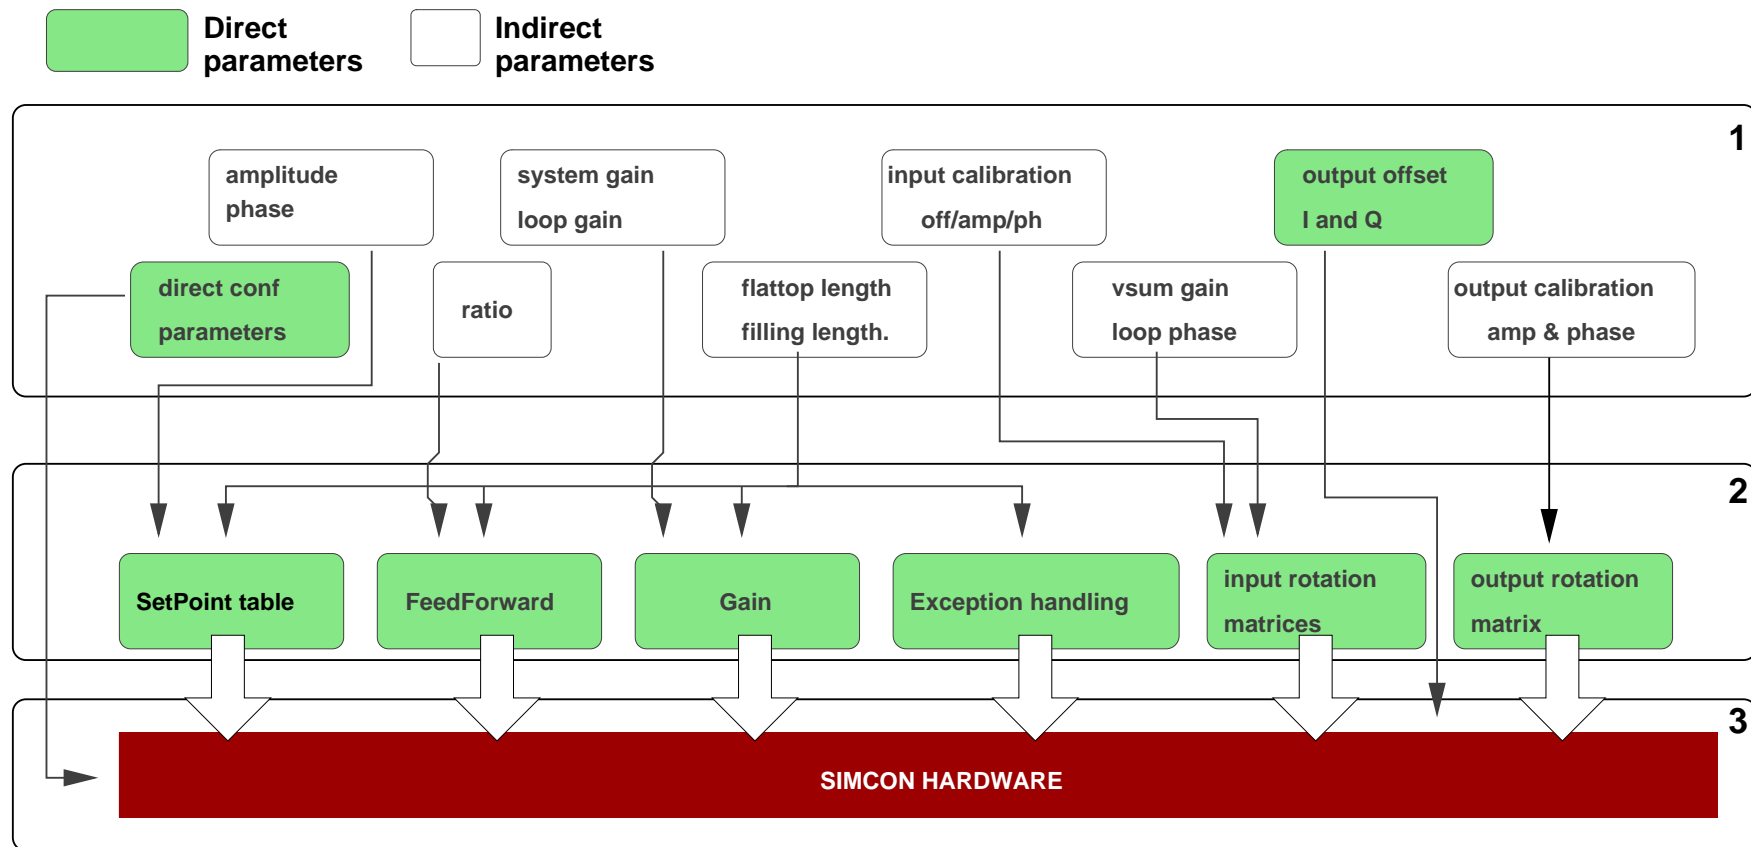 Direct
parameters
Indirect
parameters
1
amplitude
phase
system gain
loop gain
input calibration
off/amp/ph
output offset
I and Q
direct conf
parameters
ratio
flattop length
filling length.
vsum gain
loop phase
output calibration
amp & phase
2
SetPoint table
FeedForward
Gain
Exception handling
input rotation
matrices
output rotation
matrix
3
SIMCON HARDWARE